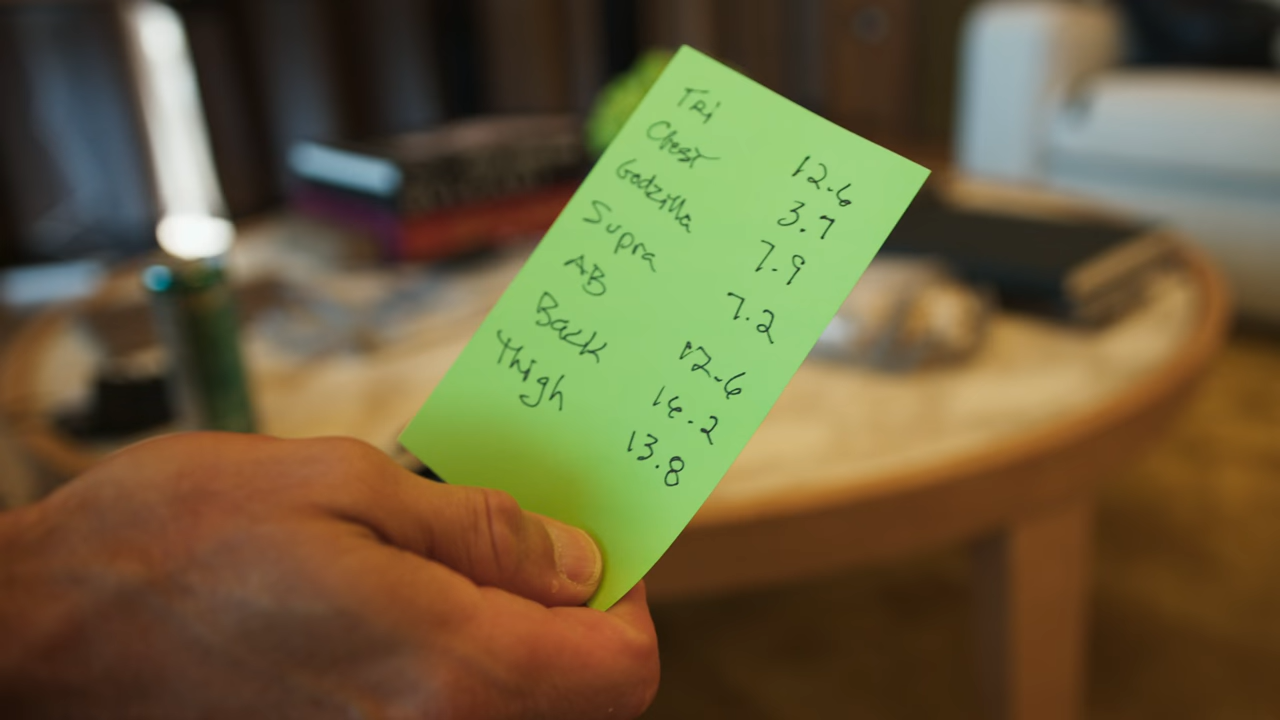 Tri 12.6
Chest 3.7
Godzilla 7.9
Supra 7.2
AB 12.6
Back 16.2
Thigh 13.8